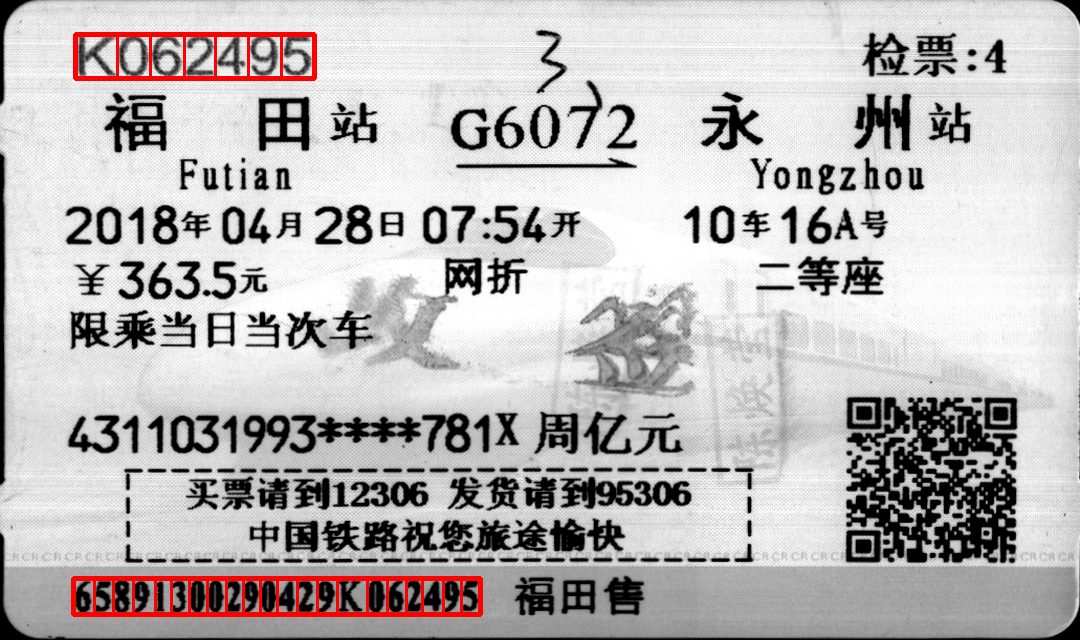 K062495 3 检票:4
福田站 G6072 永州站
Futian Yongzhou
2018年04月28日07:54开 10车16A号
¥363.5元 网折 二等座
限乘当日当次车
改签
4311031993****781X 周亿元
买票请到12306 发货请到95306
中国铁路祝您旅途愉快
65891300290429K062495 福田售